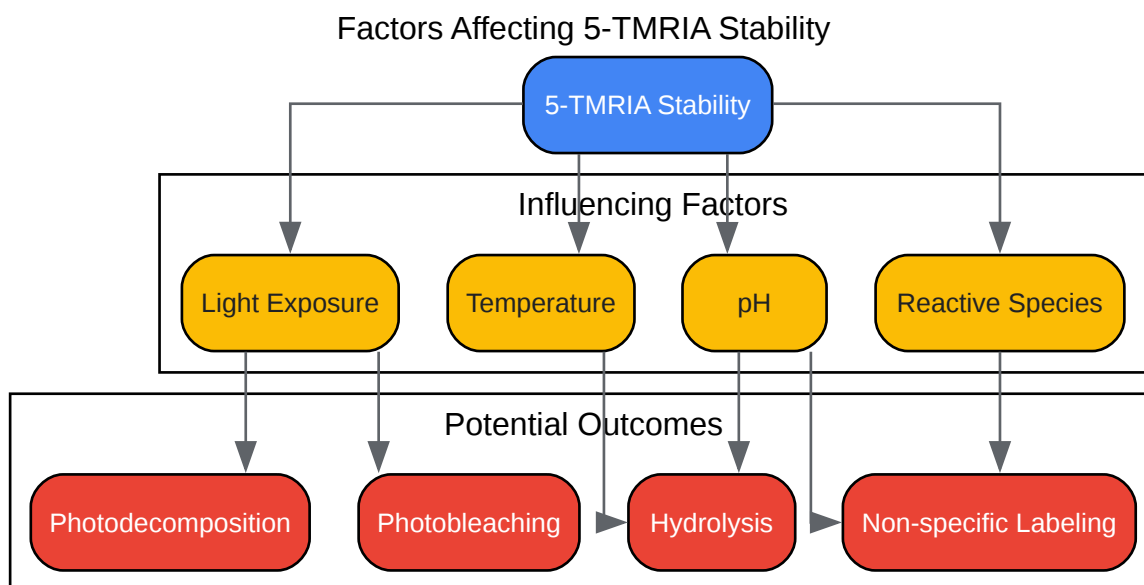 Factors Affecting 5-TMRIA Stability
5-TMRIA Stability
Influencing Factors
Light Exposure
Temperature
pH
Reactive Species
Potential Outcomes
Photodecomposition
Photobleaching
Hydrolysis
Non-specific Labeling